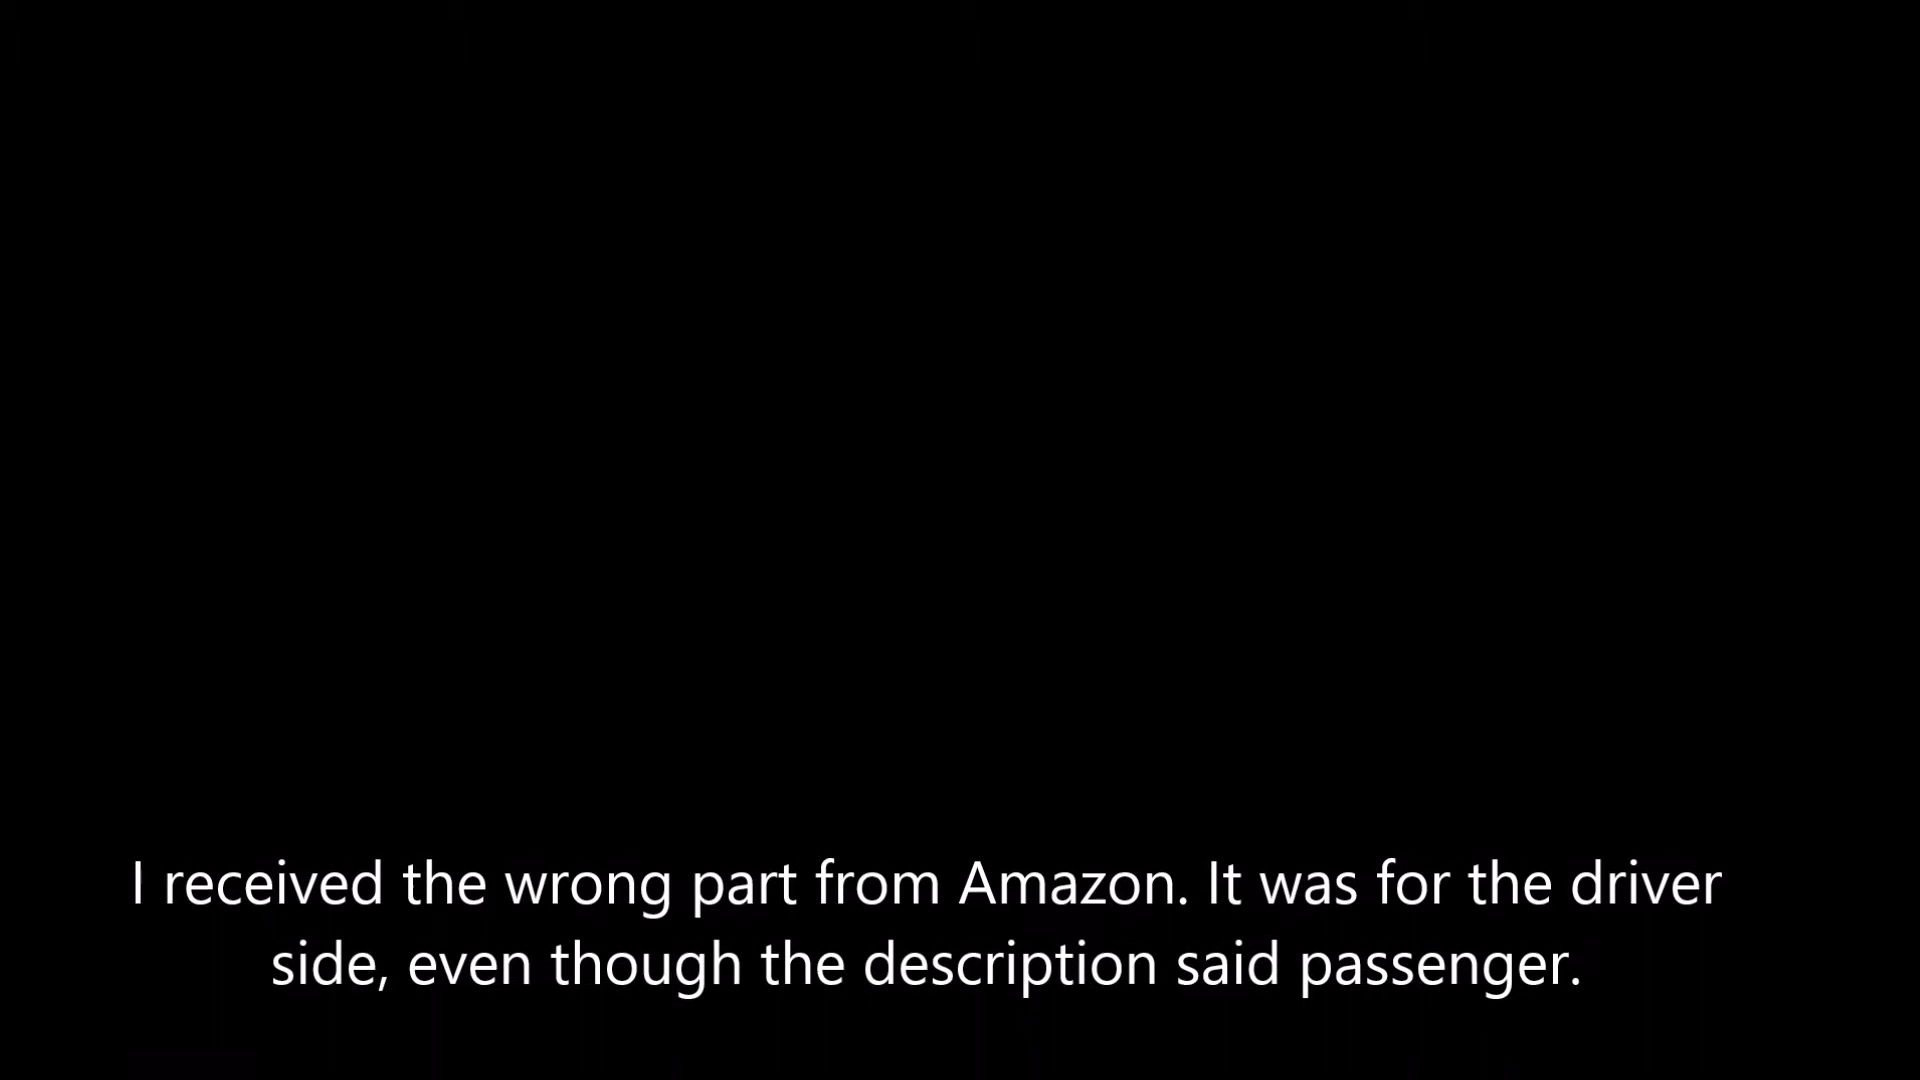 I received the wrong part from Amazon. It was for the driver
side, even though the description said passenger.